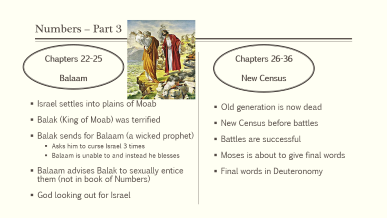 Numbers – Part 3
Chapters 22-25
Balaam
Israel settles into plains of Moab
Balak (King of Moab) was terrified
Balak sends for Balaam (a wicked prophet)
Asks him to curse Israel 3 times
Balaam is unable to and instead he blesses
Balaam advises Balak to sexually entice
them (not in book of Numbers)
God looking out for Israel
Chapters 26-36
New Census
Old generation is now dead
New Census before battles
Battles are successful
Moses is about to give final words
Final words in Deuteronomy